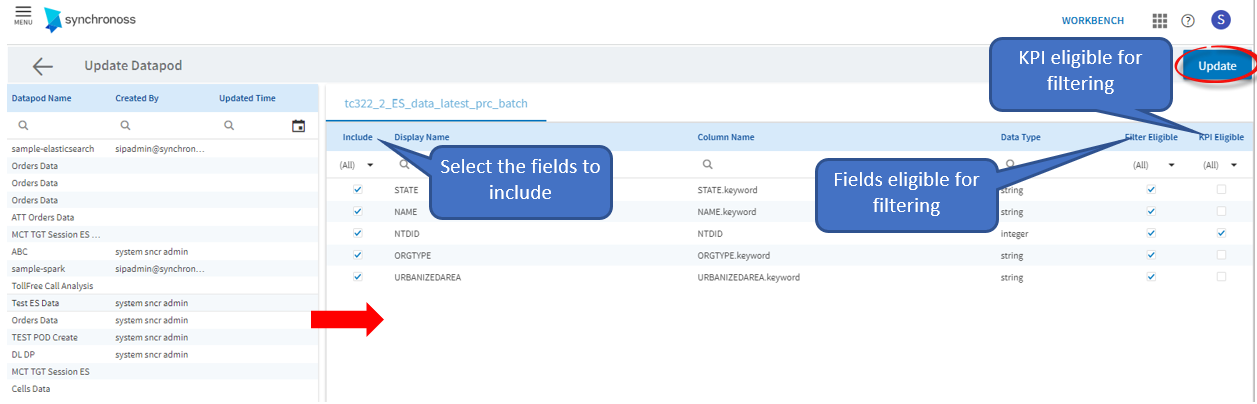 MENU
synchronoss
WORKBENCH
S
Update Datapod
Update
KPI eligible for
filtering
Datapod Name Created By Updated Time
sample-elasticsearch sipadmin@synchron...
Orders Data
Orders Data
Orders Data
ATT Orders Data
MCT TGT Session ES ...
ABC system sncr admin
sample-spark sipadmin@synchron...
TollFree Call Analysis
Test ES Data system sncr admin
Orders Data system sncr admin
TEST POD Create system sncr admin
DL DP system sncr admin
MCT TGT Session ES
Cells Data
tc322_2_ES_data_latest_prc_batch
Include Display Name Column Name Data Type Filter Eligible KPI Eligible
(All) (All) (All)
Select the fields to
include
Fields eligible for
filtering
STATE STATE.keyword string
NAME NAME.keyword string
NTDID NTDID integer
ORGTYPE ORGTYPE.keyword string
URBANIZEDAREA URBANIZEDAREA.keyword string